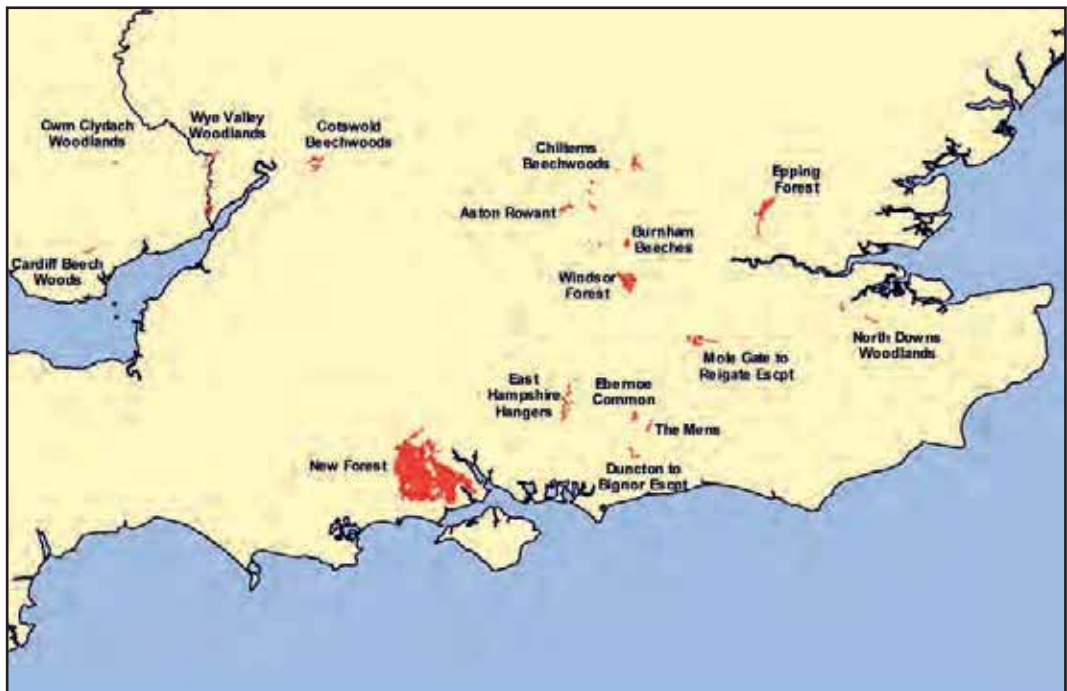 Cwm Clydach
Woodlands
Wye Valley
Woodlands
Cotswold
Beechwoods
Chilterns
Beechwoods
Epping
Forest
Aston Rowant
Burnham
Beeches
Cardiff Beech
Woods
Windsor
Forest
North Downs
Woodlands
Mole Gate to
Reigate Escpt
East
Hampshire
Hangers
Ebernoe
Common
The Mens
New Forest
Duncton to
Bignor Escpt